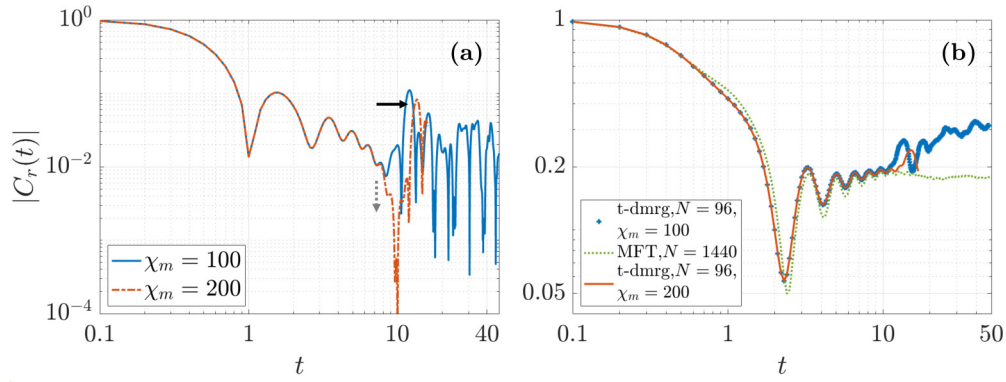 10^0
10^{-2}
10^{-4}
|C_r(t)|
(a)
χ_m = 100
χ_m = 200
0.1
1
10
40
t
1
0.2
0.05
(b)
t-dmrg,N = 96,
χ_m = 100
MFT,N = 1440
t-dmrg,N = 96,
χ_m = 200
0.1
1
10
50
t